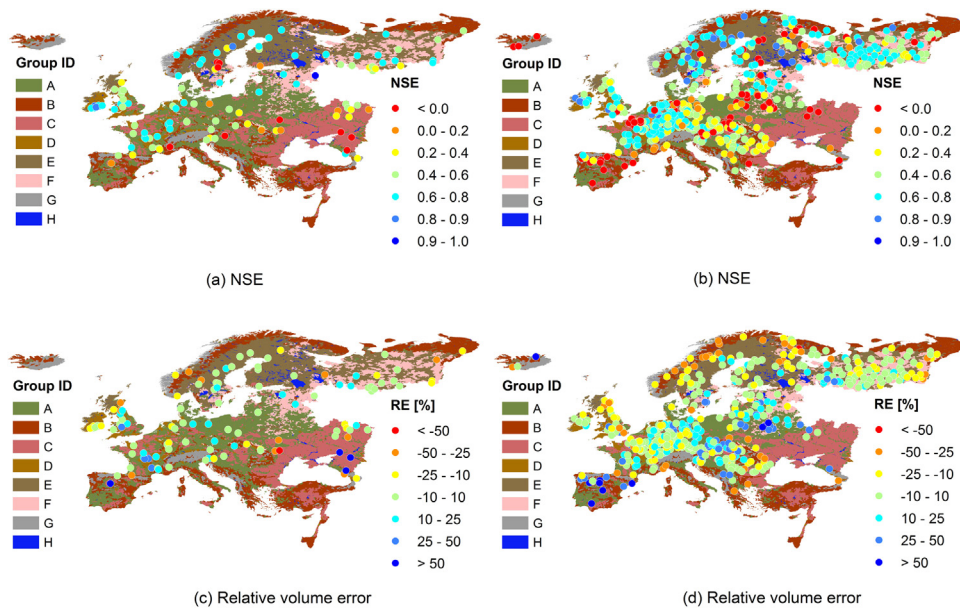 Group ID
A
B
C
D
E
F
G
H
NSE
< 0.0
0.0 - 0.2
0.2 - 0.4
0.4 - 0.6
0.6 - 0.8
0.8 - 0.9
0.9 - 1.0
(a) NSE
Group ID
A
B
C
D
E
F
G
H
NSE
< 0.0
0.0 - 0.2
0.2 - 0.4
0.4 - 0.6
0.6 - 0.8
0.8 - 0.9
0.9 - 1.0
(b) NSE
Group ID
A
B
C
D
E
F
G
H
RE [%]
< -50
-50 - -25
-25 - -10
-10 - 10
10 - 25
25 - 50
> 50
(c) Relative volume error
Group ID
A
B
C
D
E
F
G
H
RE [%]
< -50
-50 - -25
-25 - -10
-10 - 10
10 - 25
25 - 50
> 50
(d) Relative volume error